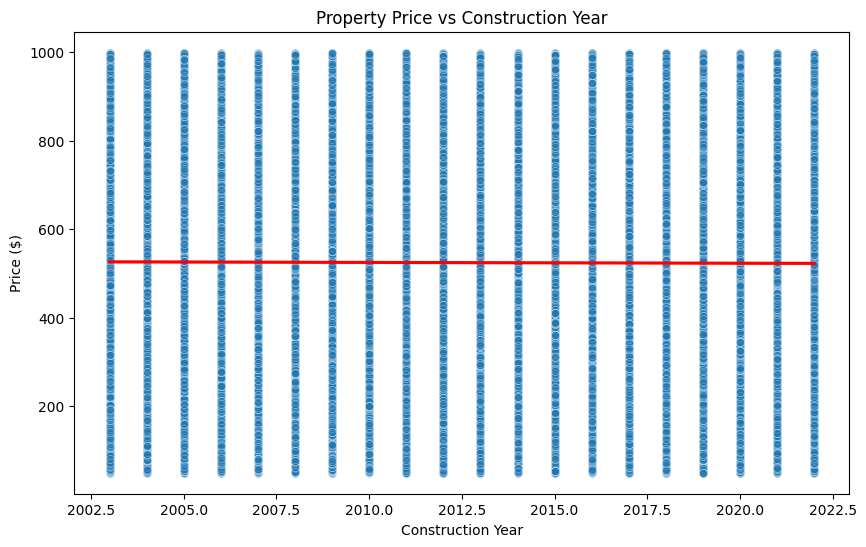 Property Price vs Construction Year
Price ($)
1000
800
600
400
200
2002.5 2005.0 2007.5 2010.0 2012.5 2015.0 2017.5 2020.0 2022.5
Construction Year